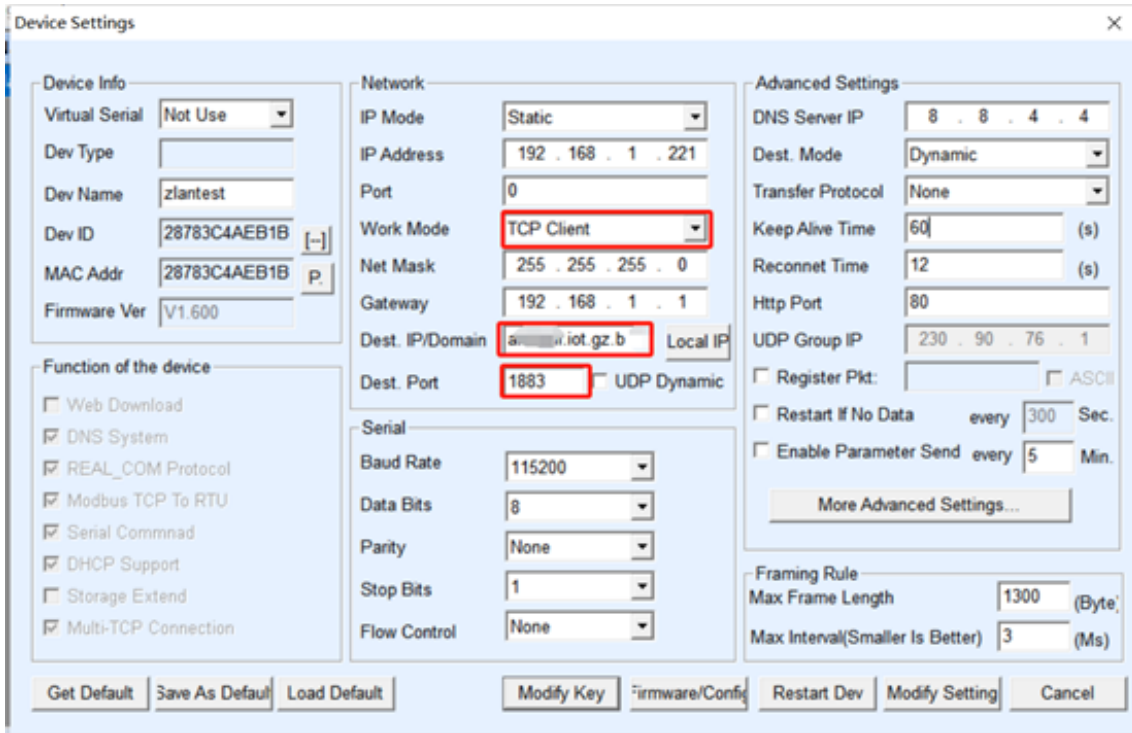 Device Settings
Device Info
Virtual Serial Not Use
Dev Type
Dev Name zlantest
Dev ID 28783C4AEB1B [--]
MAC Addr 28783C4AEB1B P.
Firmware Ver V1.600
Function of the device
Web Download
DNS System
REAL_COM Protocol
Modbus TCP To RTU
Serial Commnad
DHCP Support
Storage Extend
Multi-TCP Connection
Network
IP Mode Static
IP Address 192 . 168 . 1 . 221
Port 0
Work Mode TCP Client
Net Mask 255 . 255 . 255 . 0
Gateway 192 . 168 . 1 . 1
Dest. IP/Domain .iot.gz.b Local IP
Dest. Port 1883 UDP Dynamic
Serial
Baud Rate 115200
Data Bits 8
Parity None
Stop Bits 1
Flow Control None
Advanced Settings
DNS Server IP 8 . 8 . 4 . 4
Dest. Mode Dynamic
Transfer Protocol None
Keep Alive Time 60 (s)
Reconnet Time 12 (s)
Http Port 80
UDP Group IP 230 . 90 . 76 . 1
Register Pkt: ASCII
Restart If No Data every 300 Sec.
Enable Parameter Send every 5 Min.
More Advanced Settings...
Framing Rule
Max Frame Length 1300 (Byte)
Max Interval(Smaller Is Better) 3 (Ms)
Get Default Save As Defaul Load Default Modify Key Firmware/Config Restart Dev Modify Setting Cancel